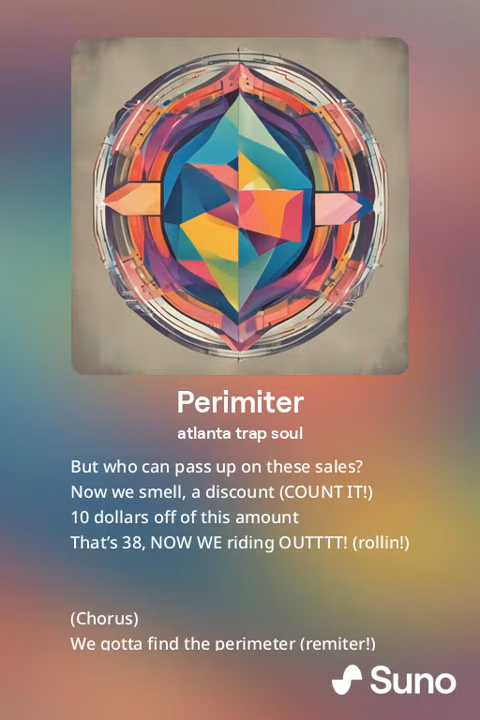 Perimiter
atlanta trap soul
But who can pass up on these sales?
Now we smell, a discount (COUNT IT!)
10 dollars off of this amount
That's 38, NOW WE riding OUTTTT! (rollin!)
(Chorus)
We gotta find the perimeter (remiter!)
Suno